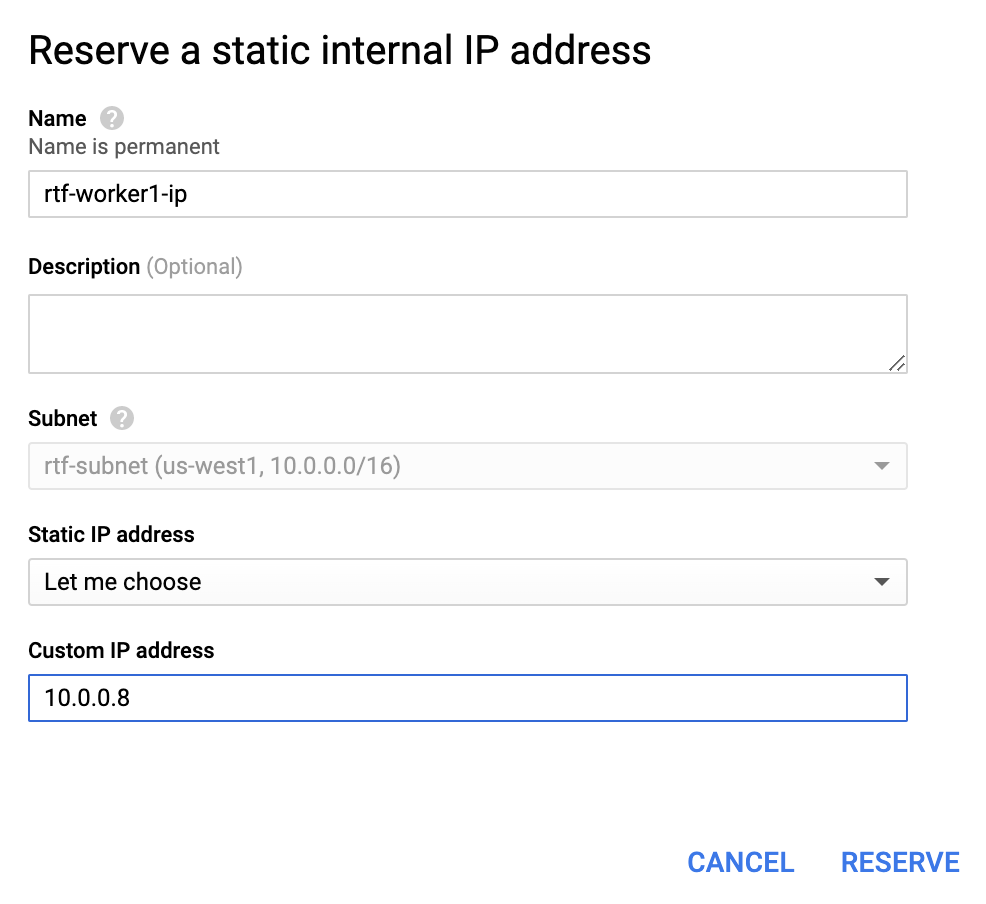 Reserve a static internal IP address
Name ?
Name is permanent
rtf-worker1-ip
Description (Optional)
Subnet ?
rtf-subnet (us-west1, 10.0.0.0/16)
Static IP address
Let me choose
Custom IP address
10.0.0.8
CANCEL RESERVE